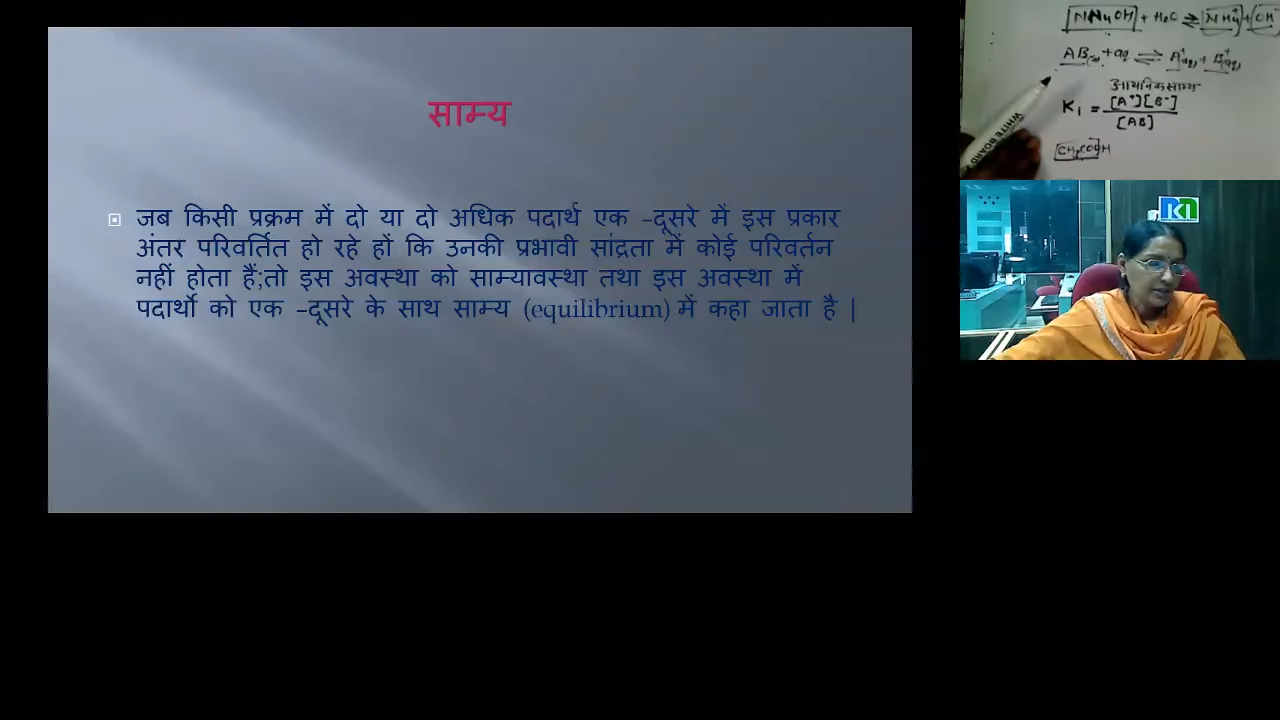 साम्य
जब किसी प्रक्रम में दो या दो अधिक पदार्थ एक –दूसरे में इस प्रकार
अंतर परिवर्तित हो रहे हों कि उनकी प्रभावी सांद्रता में कोई परिवर्तन
नहीं होता हैं;तो इस अवस्था को साम्यावस्था तथा इस अवस्था में
पदार्थो को एक –दूसरे के साथ साम्य (equilibrium) में कहा जाता है |
[NH₄OH] + H₂O ⇌ [NH₄⁺] + [OH⁻
AB(s) + aq ⇌ A⁺(aq) + B⁺(aq)
आयनिक साम्य
K₁ = [A⁺][B⁻]
[AB]
CH₃COOH
WHITE BOARD